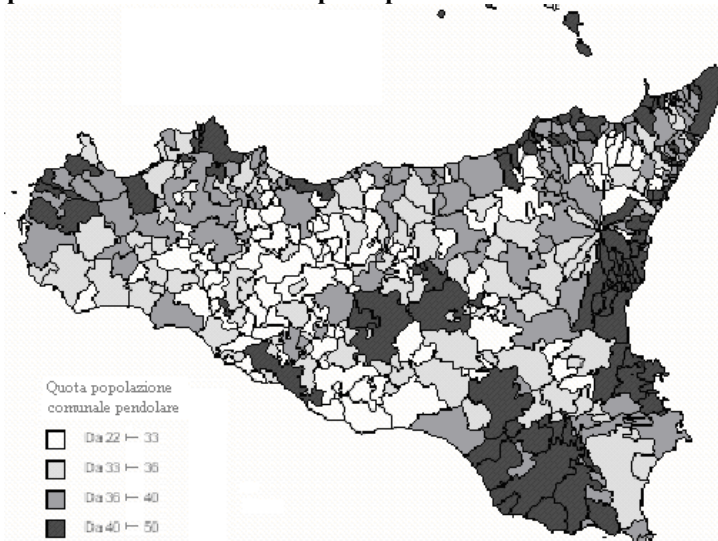 Quota popolazione
comunale pendolare
Da 22 ⊢ 33
Da 33 ⊢ 36
Da 36 ⊢ 40
Da 40 ⊢ 50